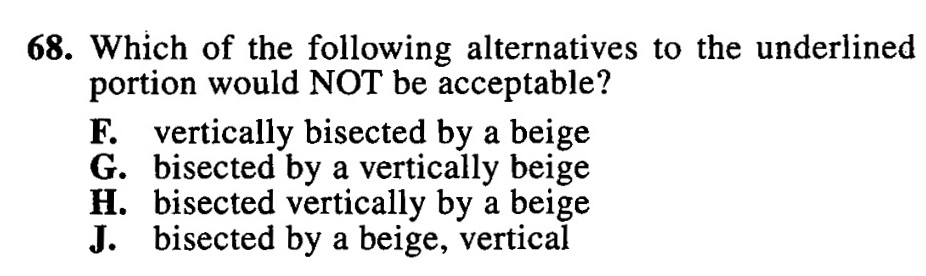 68. Which of the following alternatives to the underlined
portion would NOT be acceptable?
F. vertically bisected by a beige
G. bisected by a vertically beige
H. bisected vertically by a beige
J. bisected by a beige, vertical